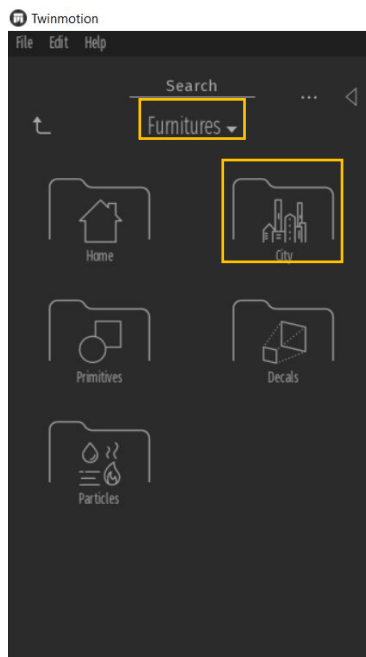 Twinmotion
File Edit Help
Search
...
Furnitures
Home City
Primitives Decals
Particles